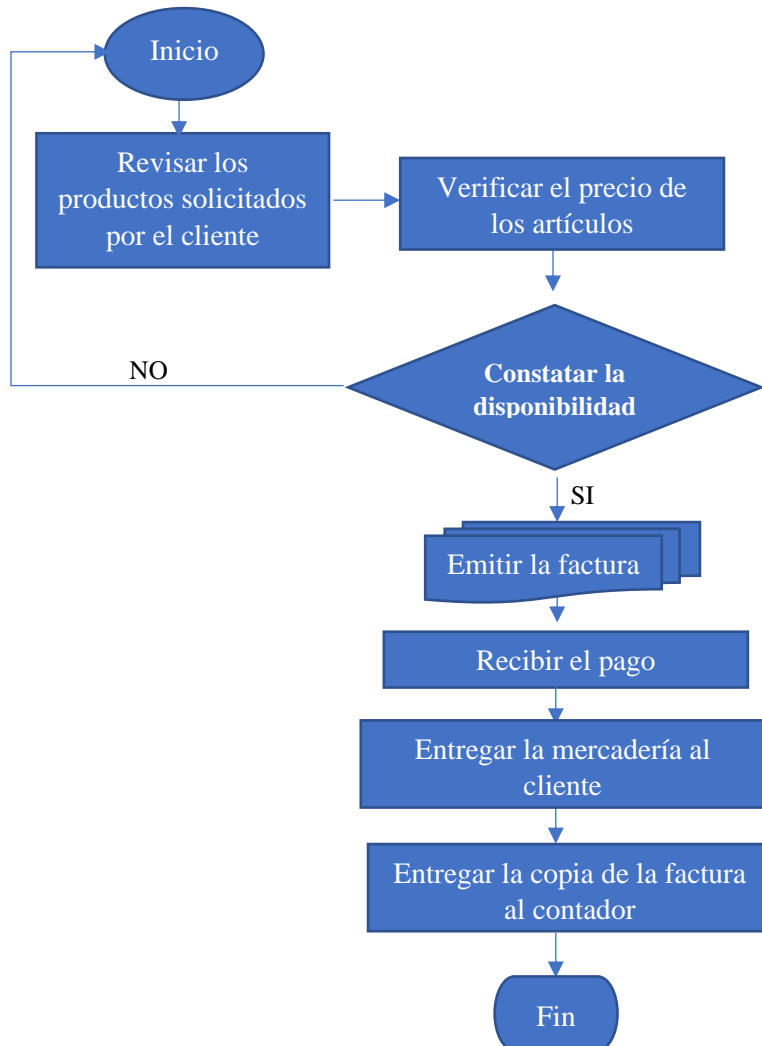 Inicio
Revisar los
productos solicitados
por el cliente
Verificar el precio de
los artículos
Constatar la
disponibilidad
NO
SI
Emitir la factura
Recibir el pago
Entregar la mercadería al
cliente
Entregar la copia de la factura
al contador
Fin